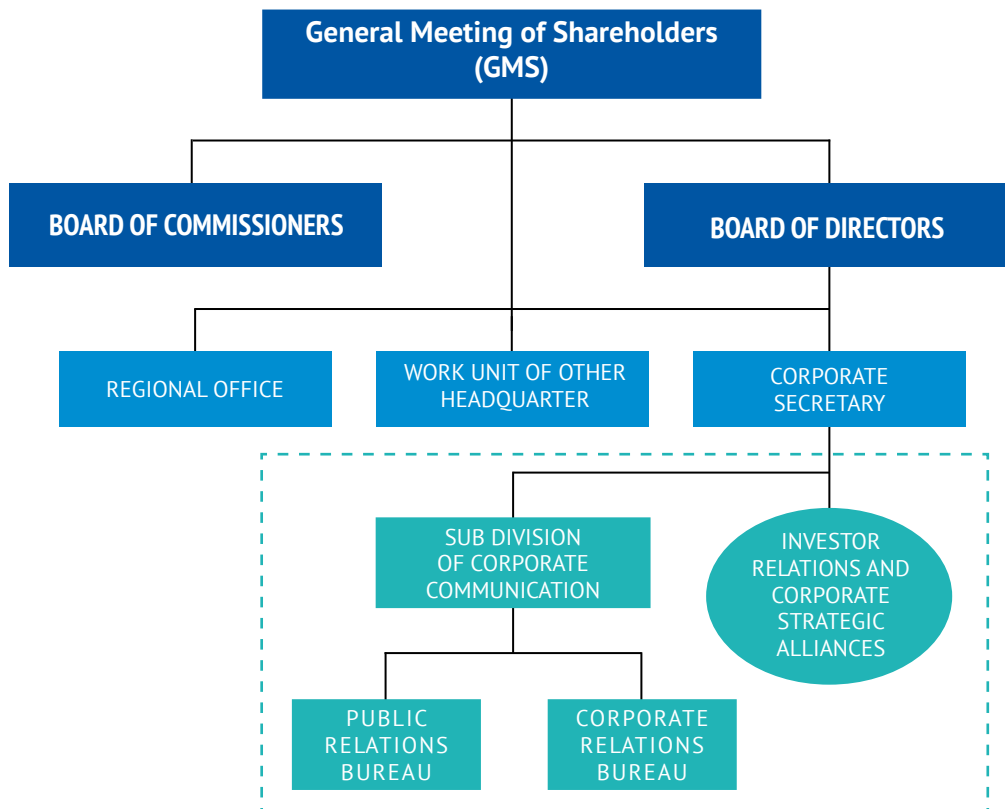 General Meeting of Shareholders
(GMS)
BOARD OF COMMISSIONERS
BOARD OF DIRECTORS
REGIONAL OFFICE
WORK UNIT OF OTHER
HEADQUARTER
CORPORATE
SECRETARY
SUB DIVISION
OF CORPORATE
COMMUNICATION
INVESTOR
RELATIONS AND
CORPORATE
STRATEGIC
ALLIANCES
PUBLIC
RELATIONS
BUREAU
CORPORATE
RELATIONS
BUREAU